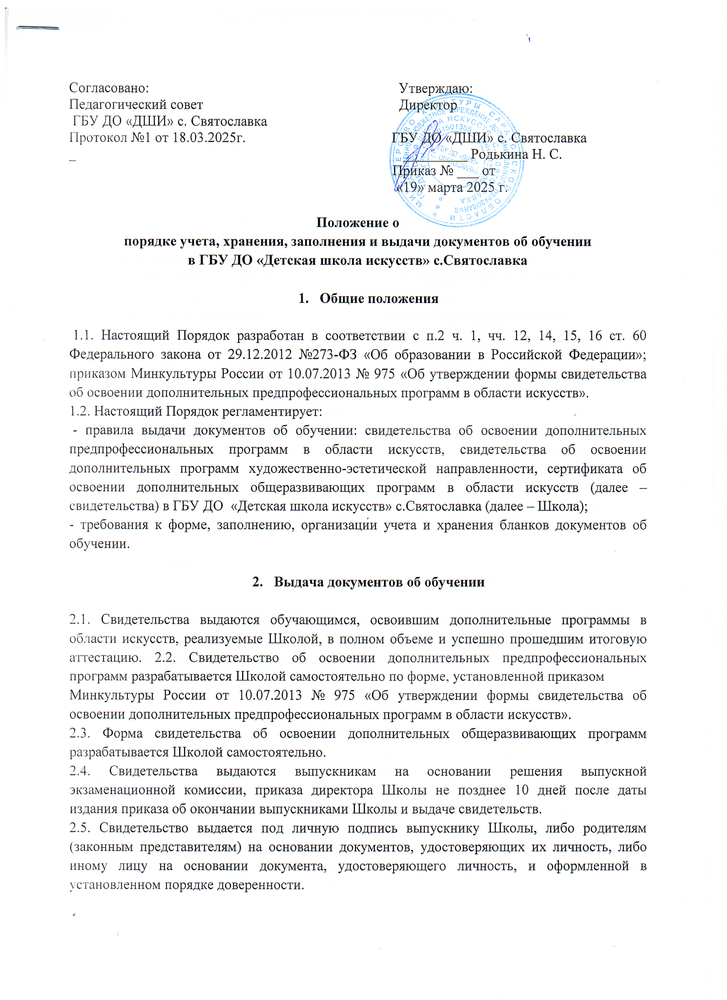 Согласовано:
Педагогический совет
ГБУ ДО «ДШИ» с. Святославка
Протокол №1 от 18.03.2025г.
_
Утверждаю:
Директор
ГБУ ДО «ДШИ» с. Святославка
__________ Родькина Н. С.
Приказ № ___ от
«19» марта 2025 г.
МИНИСТЕРСТВО КУЛЬТУРЫ САРАТОВСКОЙ ОБЛАСТИ
ГБУ ДО «ДШИ»
С. СВЯТОСЛАВКА
Положение о
порядке учета, хранения, заполнения и выдачи документов об обучении
в ГБУ ДО «Детская школа искусств» с.Святославка
1. Общие положения
1.1. Настоящий Порядок разработан в соответствии с п.2 ч. 1, чч. 12, 14, 15, 16 ст. 60
Федерального закона от 29.12.2012 №273-ФЗ «Об образовании в Российской Федерации»;
приказом Минкультуры России от 10.07.2013 № 975 «Об утверждении формы свидетельства
об освоении дополнительных предпрофессиональных программ в области искусств».
1.2. Настоящий Порядок регламентирует:
- правила выдачи документов об обучении: свидетельства об освоении дополнительных
предпрофессиональных программ в области искусств, свидетельства об освоении
дополнительных программ художественно-эстетической направленности, сертификата об
освоении дополнительных общеразвивающих программ в области искусств (далее –
свидетельства) в ГБУ ДО «Детская школа искусств» с.Святославка (далее – Школа);
- требования к форме, заполнению, организации учета и хранения бланков документов об
обучении.
2. Выдача документов об обучении
2.1. Свидетельства выдаются обучающимся, освоившим дополнительные программы в
области искусств, реализуемые Школой, в полном объеме и успешно прошедшим итоговую
аттестацию. 2.2. Свидетельство об освоении дополнительных предпрофессиональных
программ разрабатывается Школой самостоятельно по форме, установленной приказом
Минкультуры России от 10.07.2013 № 975 «Об утверждении формы свидетельства об
освоении дополнительных предпрофессиональных программ в области искусств».
2.3. Форма свидетельства об освоении дополнительных общеразвивающих программ
разрабатывается Школой самостоятельно.
2.4. Свидетельства выдаются выпускникам на основании решения выпускной
экзаменационной комиссии, приказа директора Школы не позднее 10 дней после даты
издания приказа об окончании выпускниками Школы и выдаче свидетельств.
2.5. Свидетельство выдается под личную подпись выпускнику Школы, либо родителям
(законным представителям) на основании документов, удостоверяющих их личность, либо
иному лицу на основании документа, удостоверяющего личность, и оформленной в
установленном порядке доверенности.